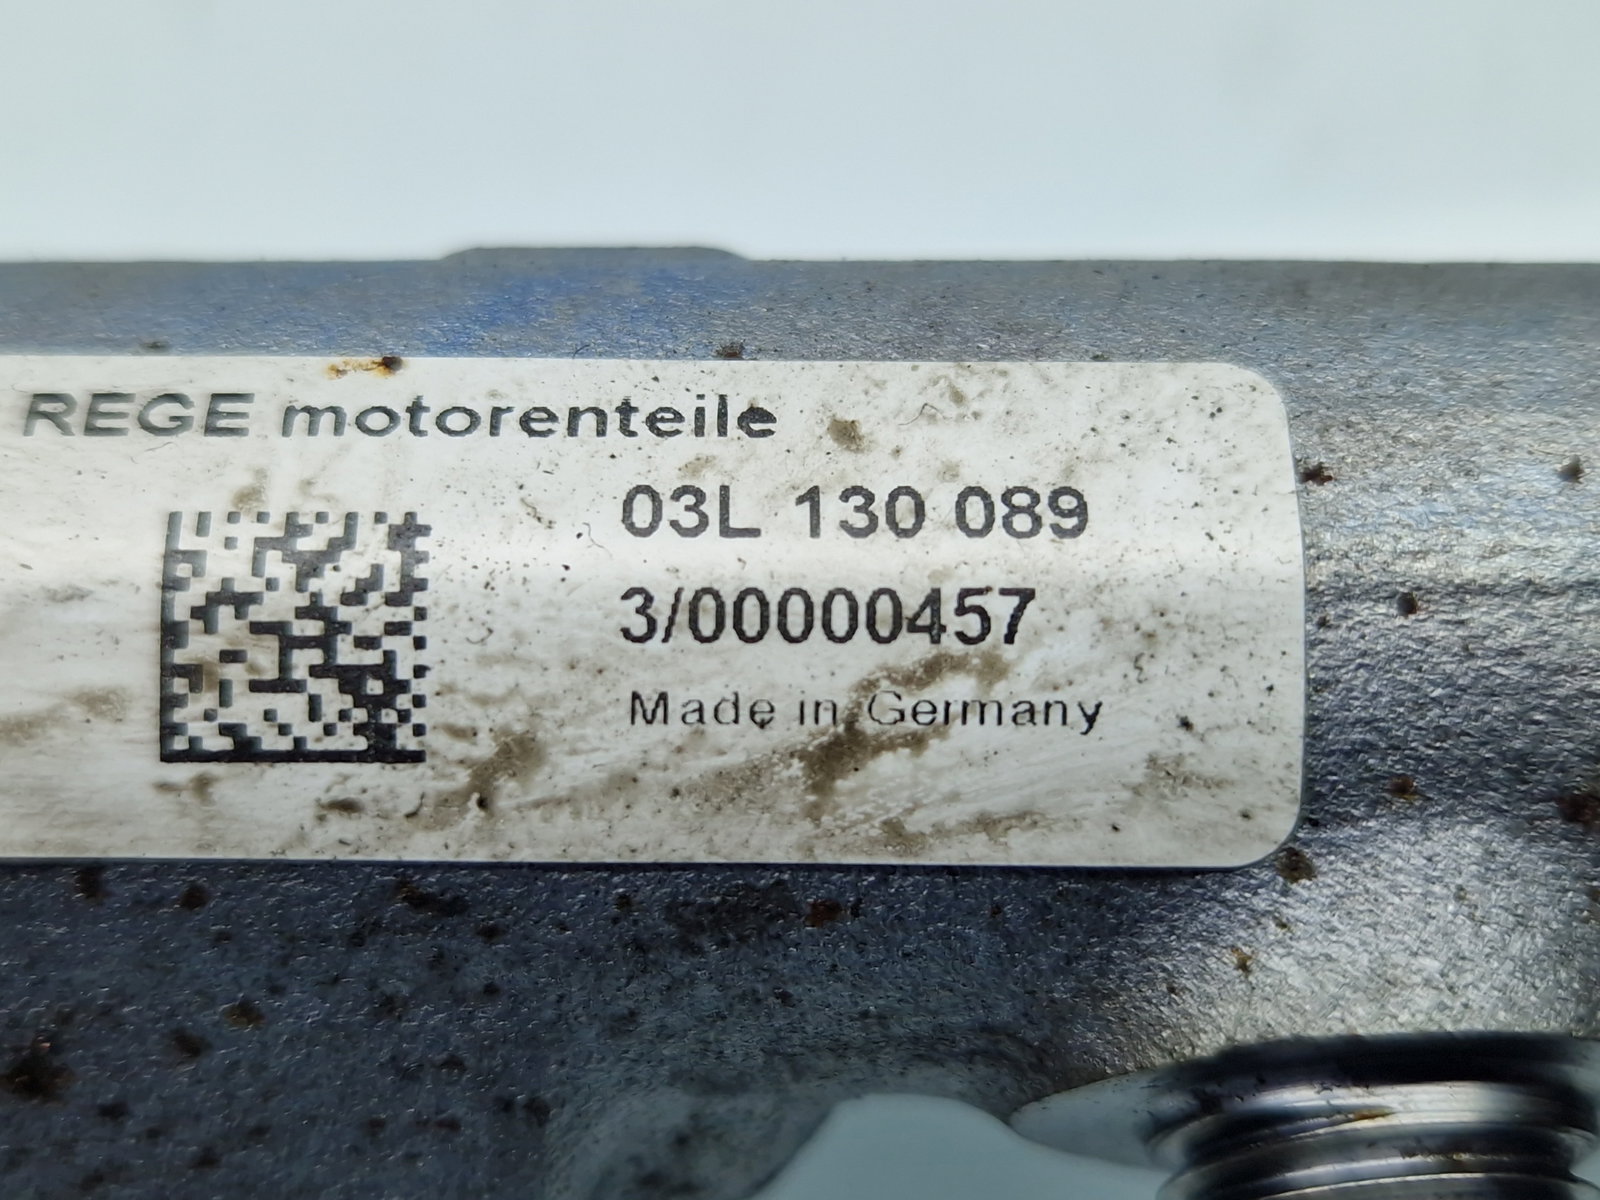 REGE motorenteile
03L 130 089
3/00000457
Made in Germany